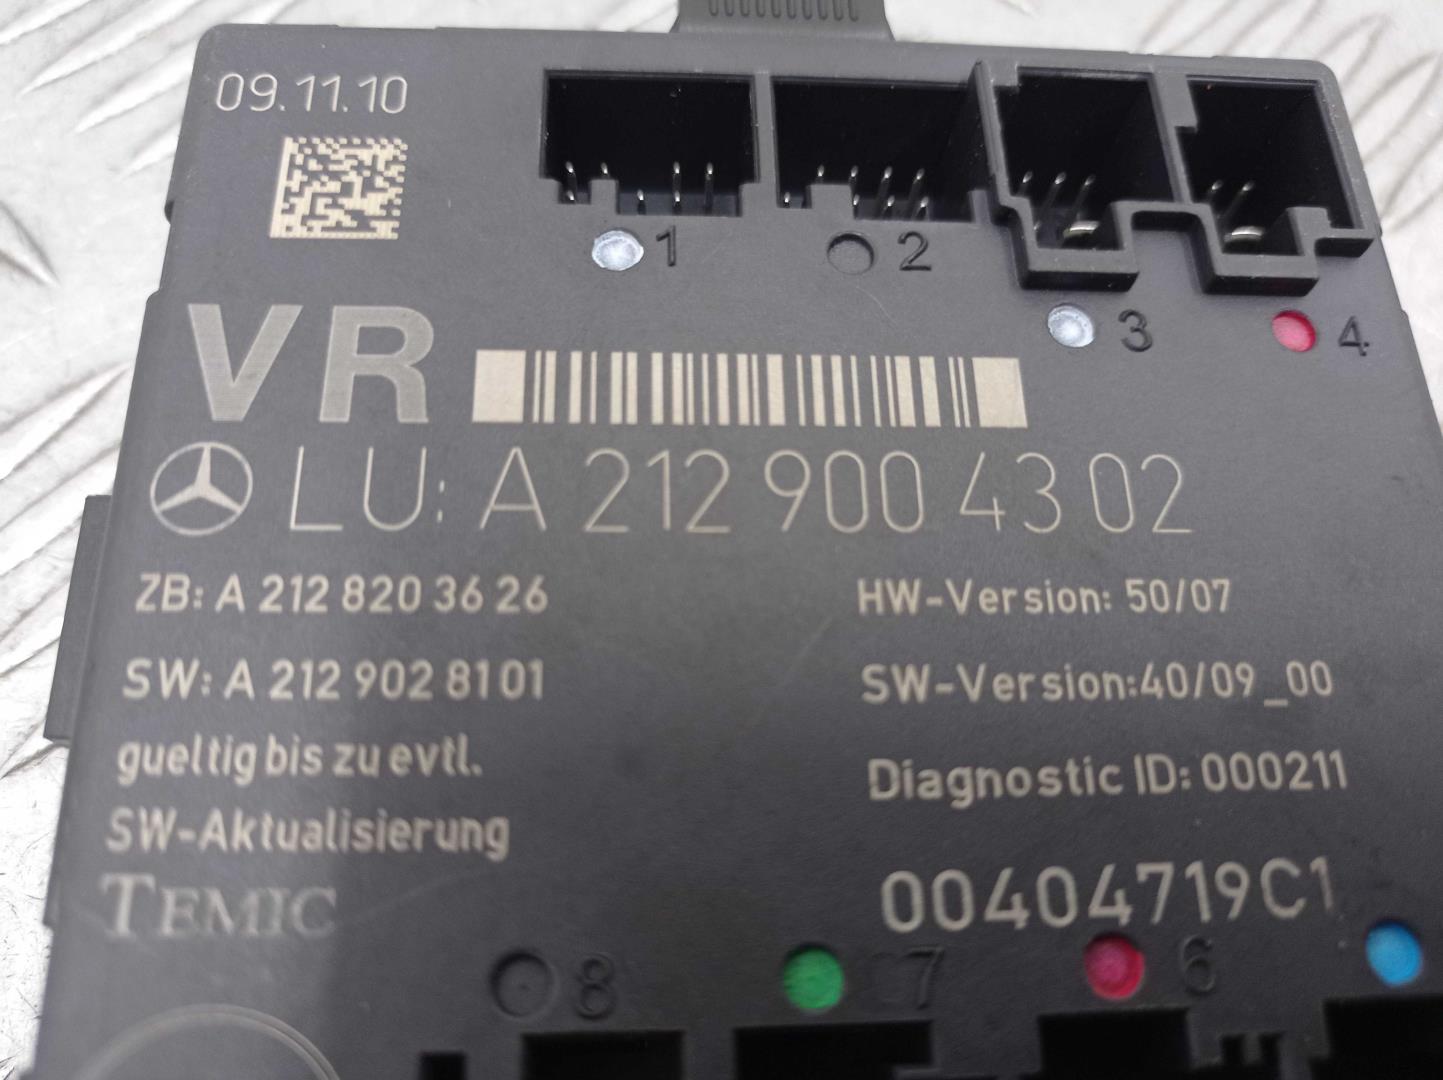 09.11.10
1
2
3
4
VR
LU: A 212 900 43 02
ZB: A 212 820 36 26
HW-Version: 50/07
SW: A 212 902 81 01
SW-Version:40/09_00
gueltig bis zu evtl.
SW-Aktualisierung
Diagnostic ID: 000211
TEMIC
00404719C1
8
7
6